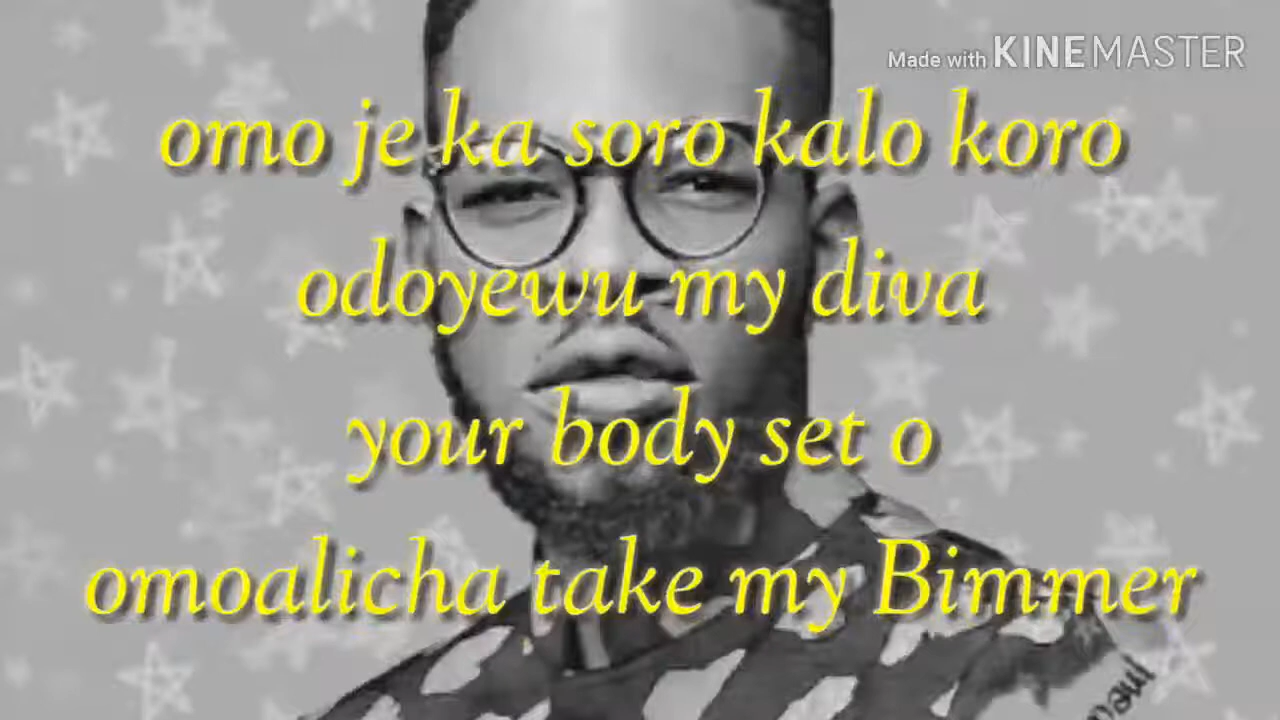 Made with KINEMASTER
omo je ka soro kalo koro
odoyewu my diva
your body set o
omoalicha take my Bimmer